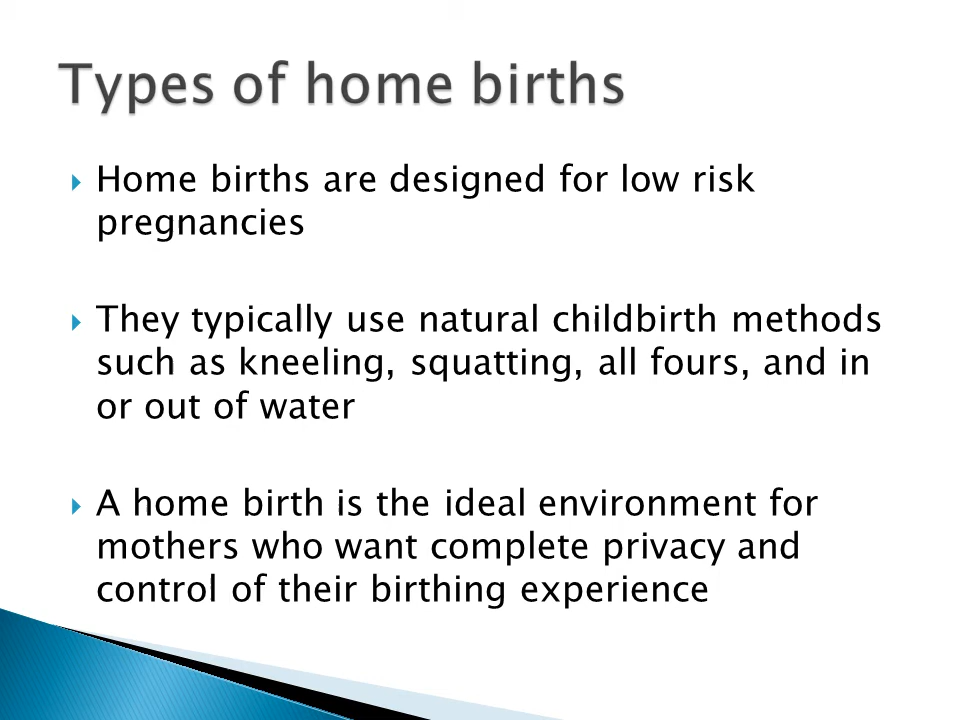 Types of home births
Home births are designed for low risk
pregnancies
They typically use natural childbirth methods
such as kneeling, squatting, all fours, and in
or out of water
A home birth is the ideal environment for
mothers who want complete privacy and
control of their birthing experience